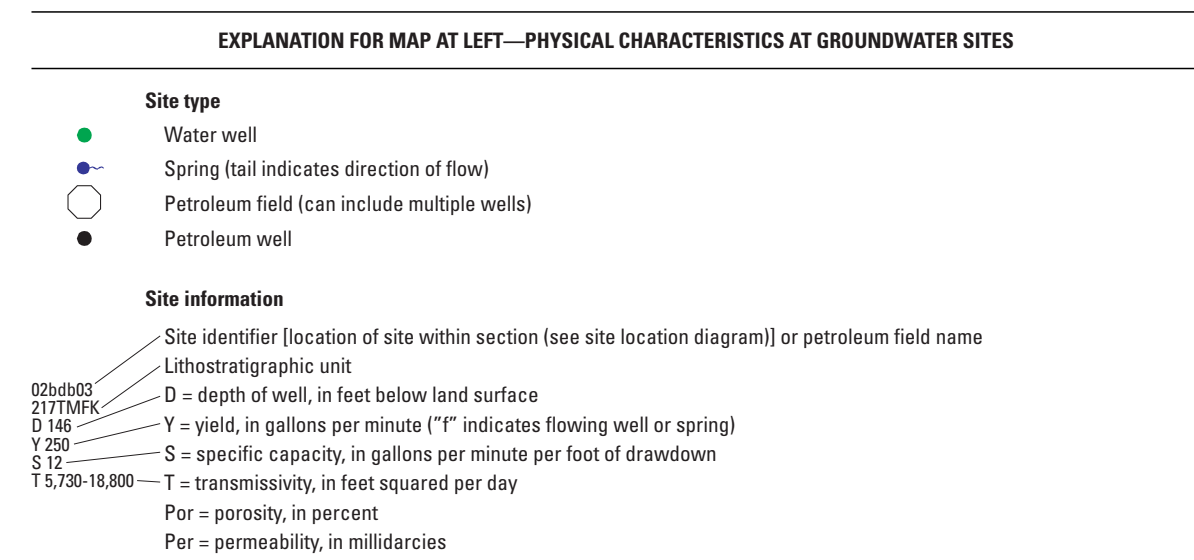 EXPLANATION FOR MAP AT LEFT—PHYSICAL CHARACTERISTICS AT GROUNDWATER SITES
Site type
Water well
Spring (tail indicates direction of flow)
Petroleum field (can include multiple wells)
Petroleum well
Site information
Site identifier [location of site within section (see site location diagram)] or petroleum field name
Lithostratigraphic unit
02bdb03
217TMFK
D 146
D = depth of well, in feet below land surface
Y 250
Y = yield, in gallons per minute ("f" indicates flowing well or spring)
S 12
S = specific capacity, in gallons per minute per foot of drawdown
T 5,730-18,800
T = transmissivity, in feet squared per day
Por = porosity, in percent
Per = permeability, in millidarcies